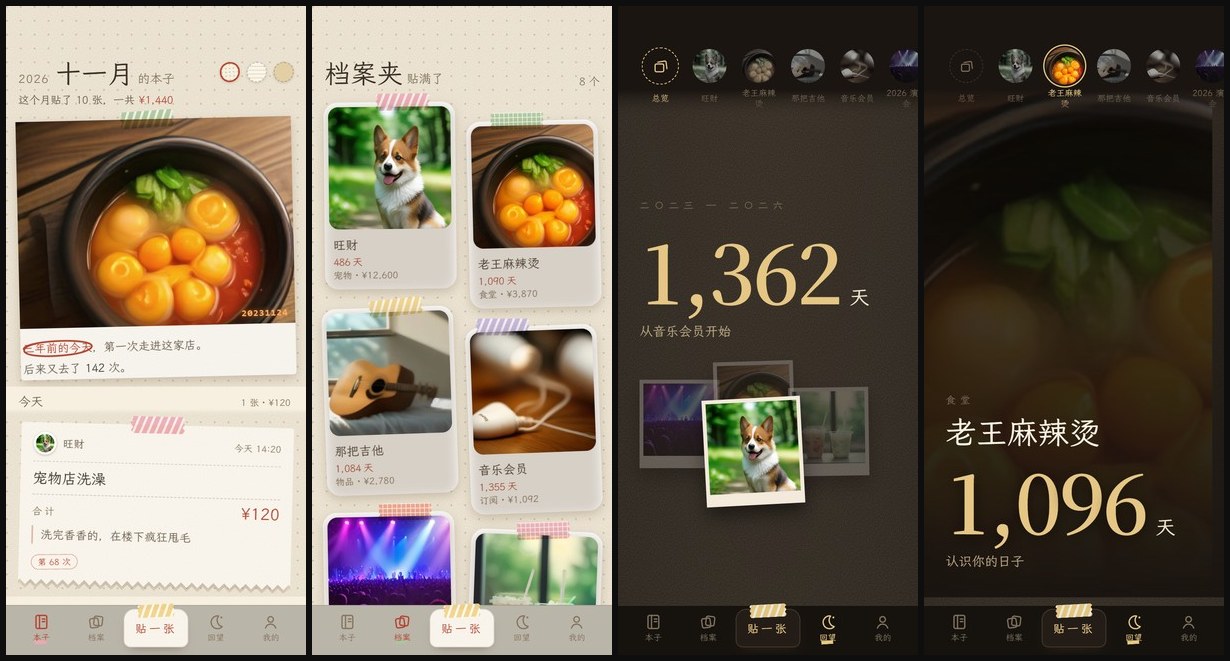 2026 十一月 的本子
这个月贴了 10 张，一共 ¥1,440
20231124
三年前的今天，第一次走进这家店。
后来又去了 142 次。
今天 1 张·¥120
旺财 今天 14:20
宠物店洗澡
合计 ¥120
洗完香香的，在楼下疯狂甩毛
第 68 次
本子 档案 贴一张 回望 我的
档案夹 贴满了 8 个
旺财
486 天
宠物·¥12,600
老王麻辣烫
1,090 天
食堂·¥3,870
那把吉他
1,084 天
物品·¥2,780
音乐会员
1,355 天
订阅·¥1,092
本子 档案 贴一张 回望 我的
总览 旺财 老王麻辣烫 那把吉他 音乐会员 2026 演
二〇二三 — 二〇二六
1,362 天
从音乐会员开始
本子 档案 贴一张 回望 我的
总览 旺财 老王麻辣烫 那把吉他 音乐会员 2026 演
食堂
老王麻辣烫
1,096 天
认识你的日子
本子 档案 贴一张 回望 我的